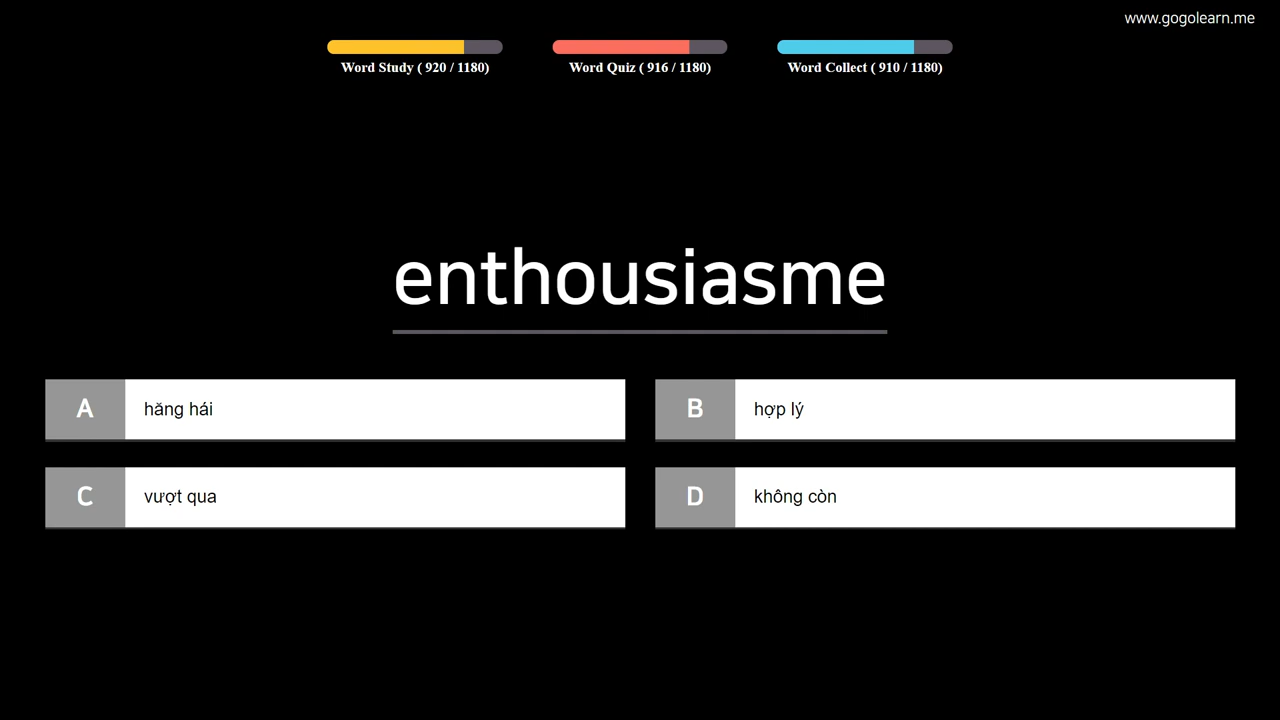 www.gogolearn.me
Word Study ( 920 / 1180)
Word Quiz ( 916 / 1180)
Word Collect ( 910 / 1180)
enthousiasme
A hăng hái
B hợp lý
C vượt qua
D không còn